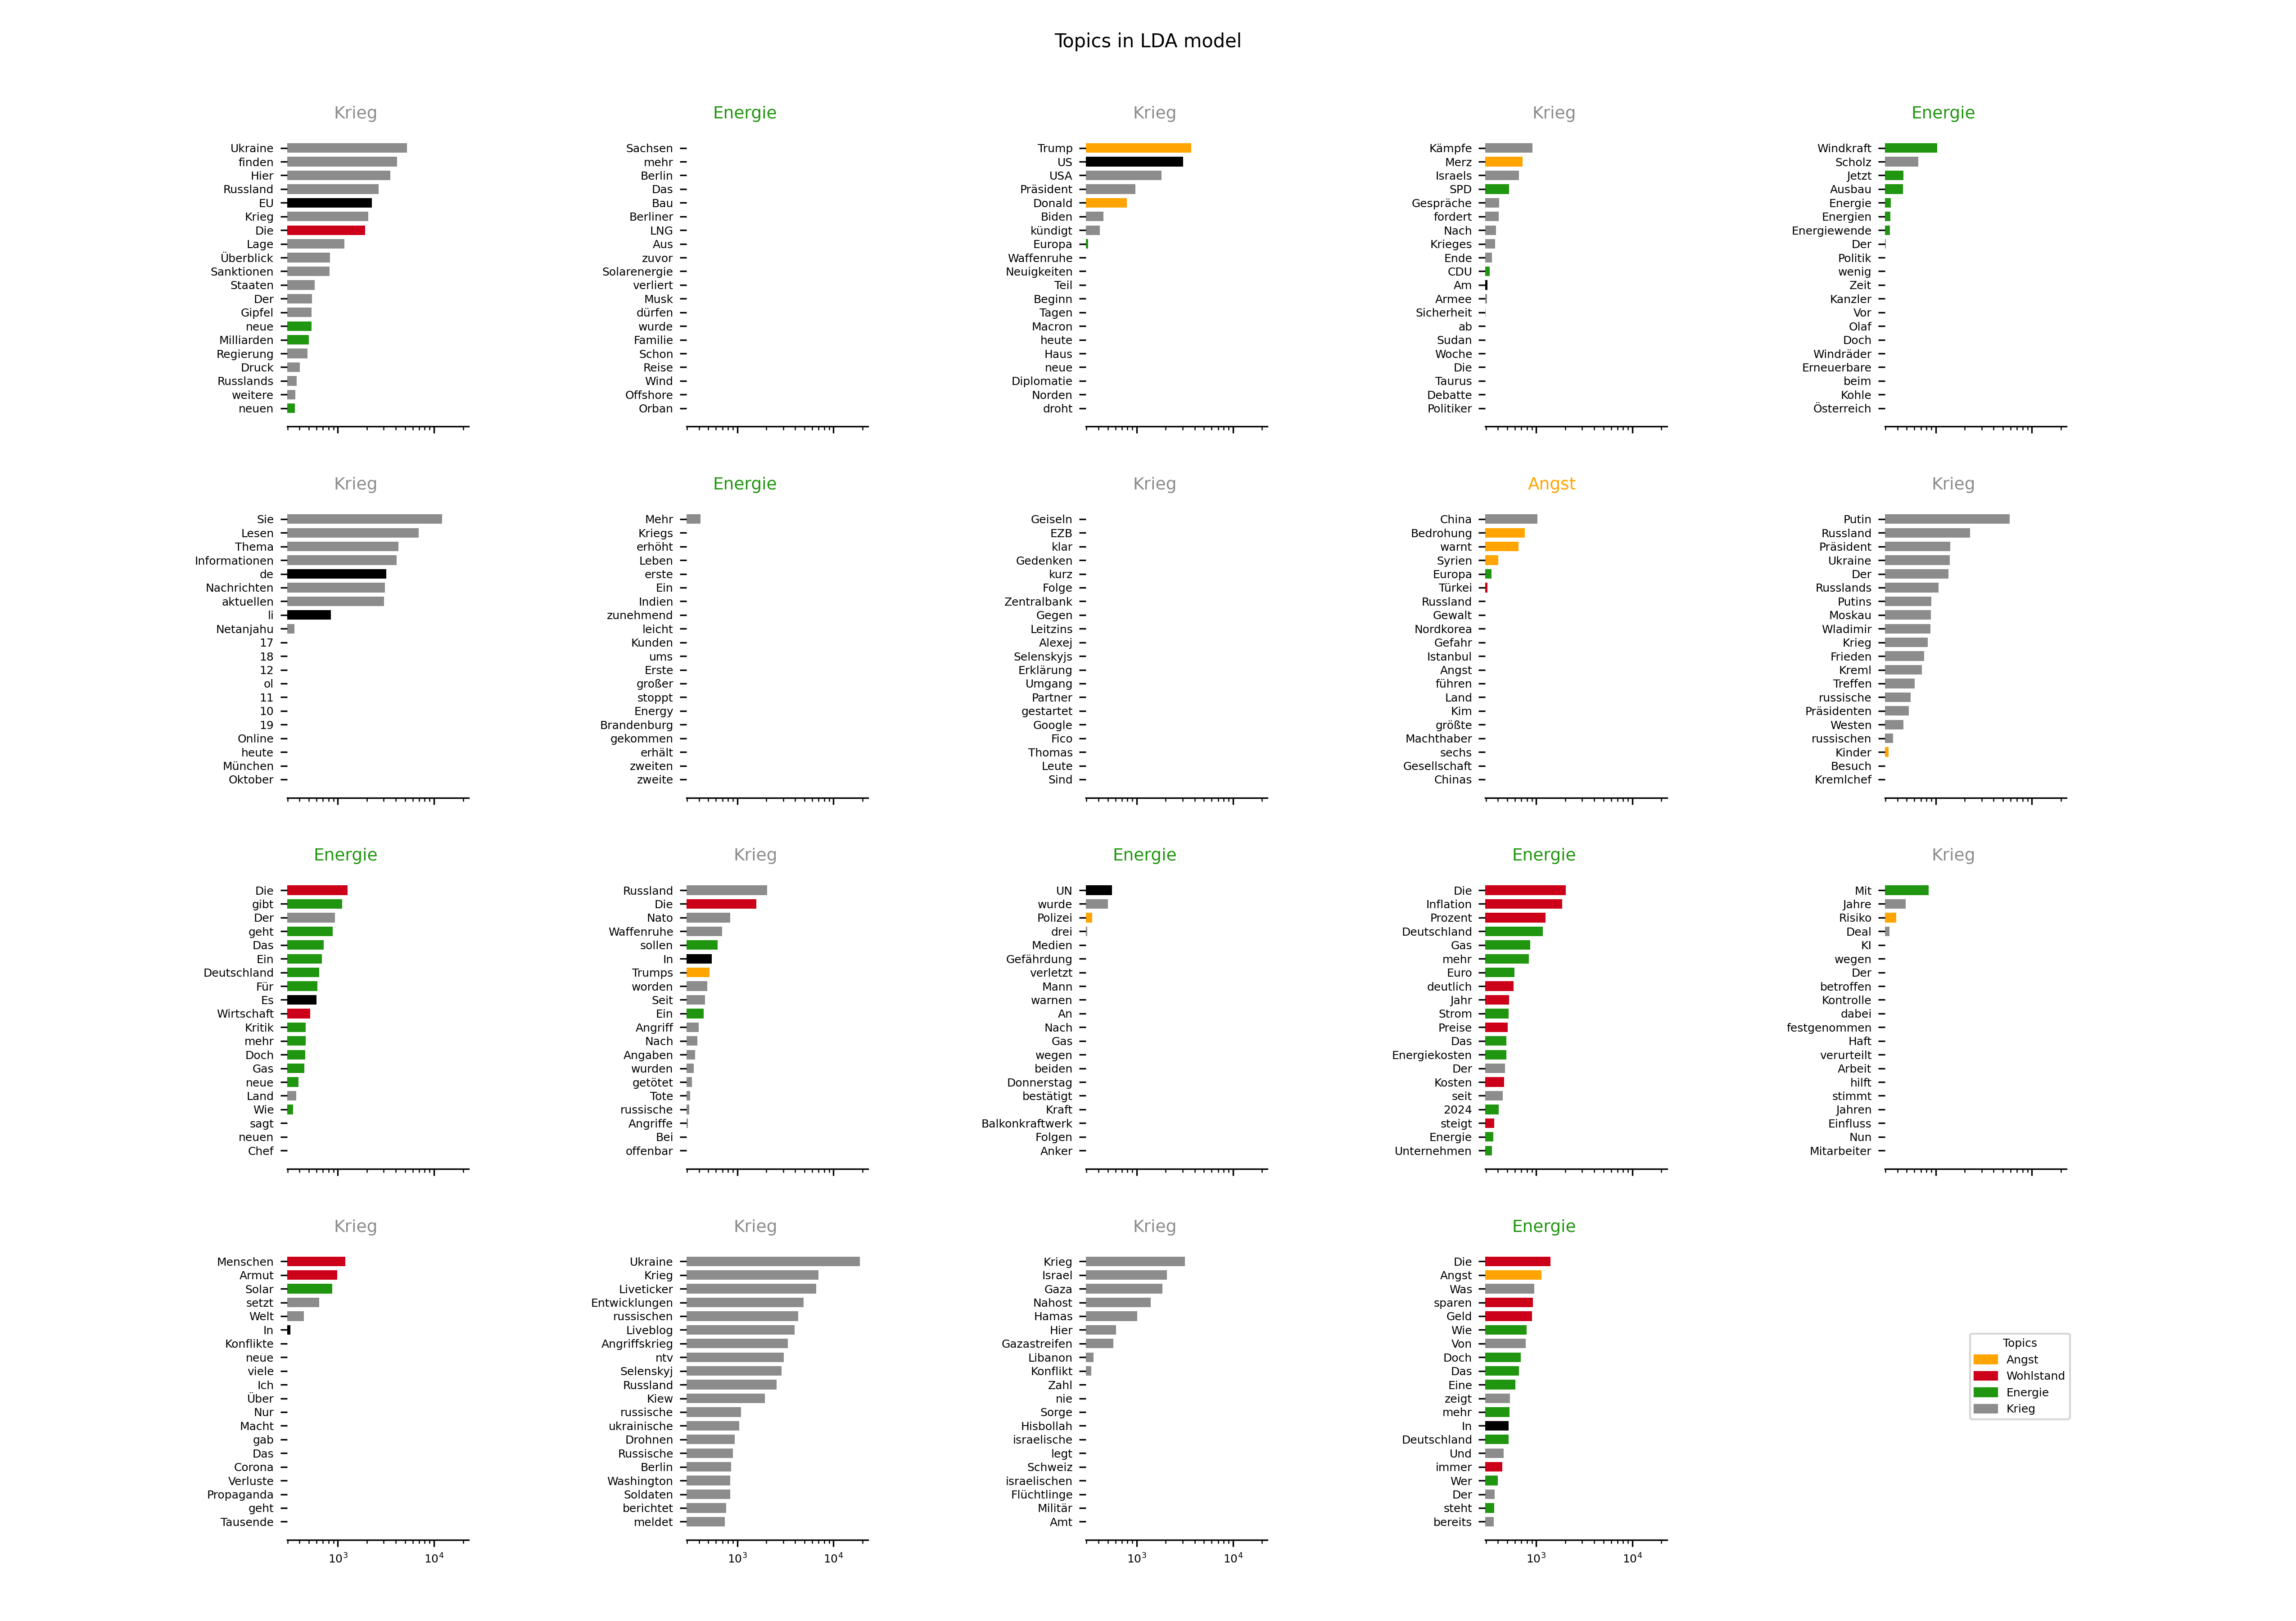 Topics in LDA model
Krieg
Ukraine
finden
Hier
Russland
EU
Krieg
Die
Lage
Überblick
Sanktionen
Staaten
Der
Gipfel
neue
Milliarden
Regierung
Druck
Russlands
weitere
neuen
Energie
Sachsen
mehr
Berlin
Das
Bau
Berliner
LNG
Aus
zuvor
Solarenergie
verliert
Musk
dürfen
wurde
Familie
Schon
Reise
Wind
Offshore
Orban
Krieg
Trump
US
USA
Präsident
Donald
Biden
kündigt
Europa
Waffenruhe
Neuigkeiten
Teil
Beginn
Tagen
Macron
heute
Haus
neue
Diplomatie
Norden
droht
Krieg
Kämpfe
Merz
Israels
SPD
Gespräche
fordert
Nach
Krieges
Ende
CDU
Am
Armee
Sicherheit
ab
Sudan
Woche
Die
Taurus
Debatte
Politiker
Energie
Windkraft
Scholz
Jetzt
Ausbau
Energie
Energien
Energiewende
Der
Politik
wenig
Zeit
Kanzler
Vor
Olaf
Doch
Windräder
Erneuerbare
beim
Kohle
Österreich
Krieg
Sie
Lesen
Thema
Informationen
de
Nachrichten
aktuellen
li
Netanjahu
17
18
12
ol
11
10
19
Online
heute
München
Oktober
Energie
Mehr
Kriegs
erhöht
Leben
erste
Ein
Indien
zunehmend
leicht
Kunden
ums
Erste
großer
stoppt
Energy
Brandenburg
gekommen
erhält
zweiten
zweite
Krieg
Geiseln
EZB
klar
Gedenken
kurz
Folge
Zentralbank
Gegen
Leitzins
Alexej
Selenskyjs
Erklärung
Umgang
Partner
gestartet
Google
Fico
Thomas
Leute
Sind
Angst
China
Bedrohung
warnt
Syrien
Europa
Türkei
Russland
Gewalt
Nordkorea
Gefahr
Istanbul
Angst
führen
Land
Kim
größte
Machthaber
sechs
Gesellschaft
Chinas
Krieg
Putin
Russland
Präsident
Ukraine
Der
Russlands
Putins
Moskau
Wladimir
Krieg
Frieden
Kreml
Treffen
russische
Präsidenten
Westen
russischen
Kinder
Besuch
Kremlchef
Energie
Die
gibt
Der
geht
Das
Ein
Deutschland
Für
Es
Wirtschaft
Kritik
mehr
Doch
Gas
neue
Land
Wie
sagt
neuen
Chef
Krieg
Russland
Die
Nato
Waffenruhe
sollen
In
Trumps
worden
Seit
Ein
Angriff
Nach
Angaben
wurden
getötet
Tote
russische
Angriffe
Bei
offenbar
Energie
UN
wurde
Polizei
drei
Medien
Gefährdung
verletzt
Mann
warnen
An
Nach
Gas
wegen
beiden
Donnerstag
bestätigt
Kraft
Balkonkraftwerk
Folgen
Anker
Energie
Die
Inflation
Prozent
Deutschland
Gas
mehr
Euro
deutlich
Jahr
Strom
Preise
Das
Energiekosten
Der
Kosten
seit
2024
steigt
Energie
Unternehmen
Krieg
Mit
Jahre
Risiko
Deal
KI
wegen
Der
betroffen
Kontrolle
dabei
festgenommen
Haft
verurteilt
Arbeit
hilft
stimmt
Jahren
Einfluss
Nun
Mitarbeiter
Krieg
Menschen
Armut
Solar
setzt
Welt
In
Konflikte
neue
viele
Ich
Über
Nur
Macht
gab
Das
Corona
Verluste
Propaganda
geht
Tausende
10³ 10⁴
Krieg
Ukraine
Krieg
Liveticker
Entwicklungen
russischen
Liveblog
Angriffskrieg
ntv
Selenskyj
Russland
Kiew
russische
ukrainische
Drohnen
Russische
Berlin
Washington
Soldaten
berichtet
meldet
10³ 10⁴
Krieg
Krieg
Israel
Gaza
Nahost
Hamas
Hier
Gazastreifen
Libanon
Konflikt
Zahl
nie
Sorge
Hisbollah
israelische
legt
Schweiz
israelischen
Flüchtlinge
Militär
Amt
10³ 10⁴
Energie
Die
Angst
Was
sparen
Geld
Wie
Von
Doch
Das
Eine
zeigt
mehr
In
Deutschland
Und
immer
Wer
Der
steht
bereits
10³ 10⁴
Topics
Angst
Wohlstand
Energie
Krieg